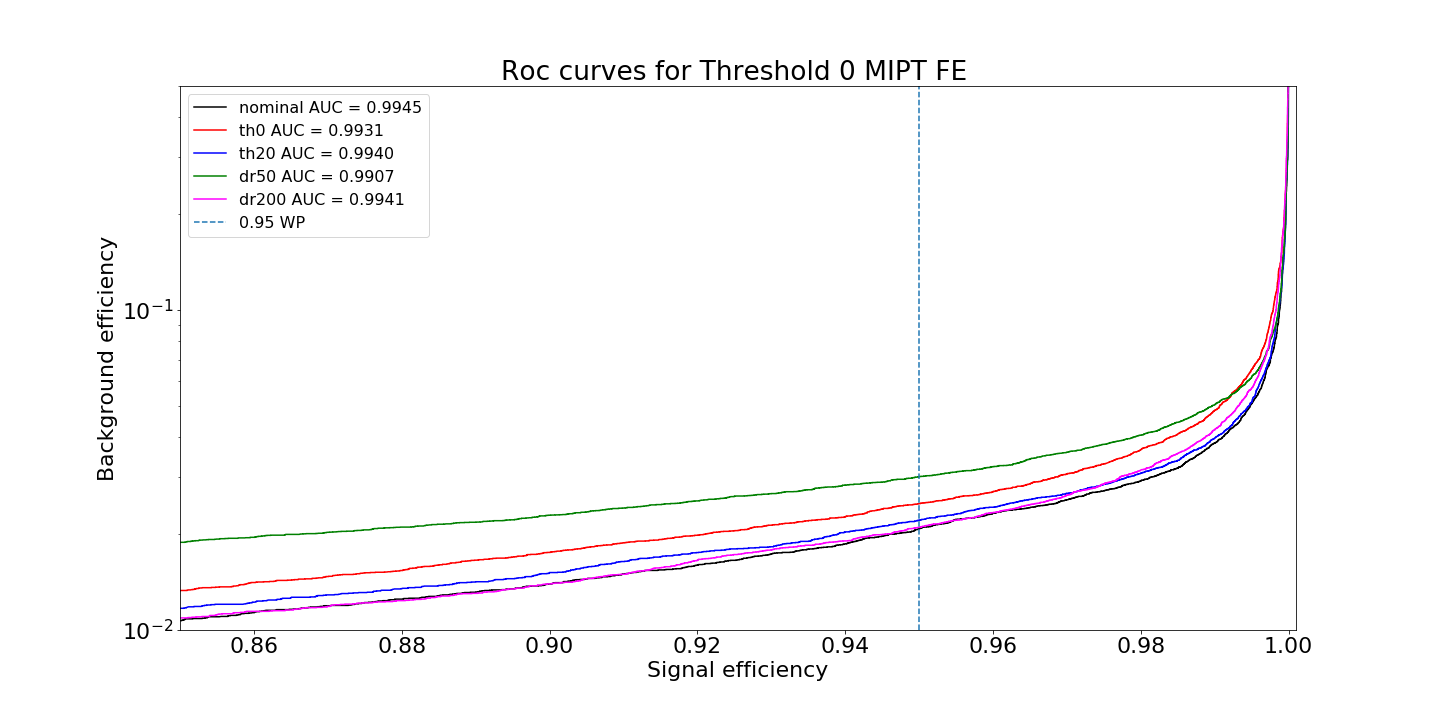 Roc curves for Threshold 0 MIPT FE
nominal AUC = 0.9945
th0 AUC = 0.9931
th20 AUC = 0.9940
dr50 AUC = 0.9907
dr200 AUC = 0.9941
0.95 WP
Background efficiency
10⁻¹
10⁻²
0.86 0.88 0.90 0.92 0.94 0.96 0.98 1.00
Signal efficiency